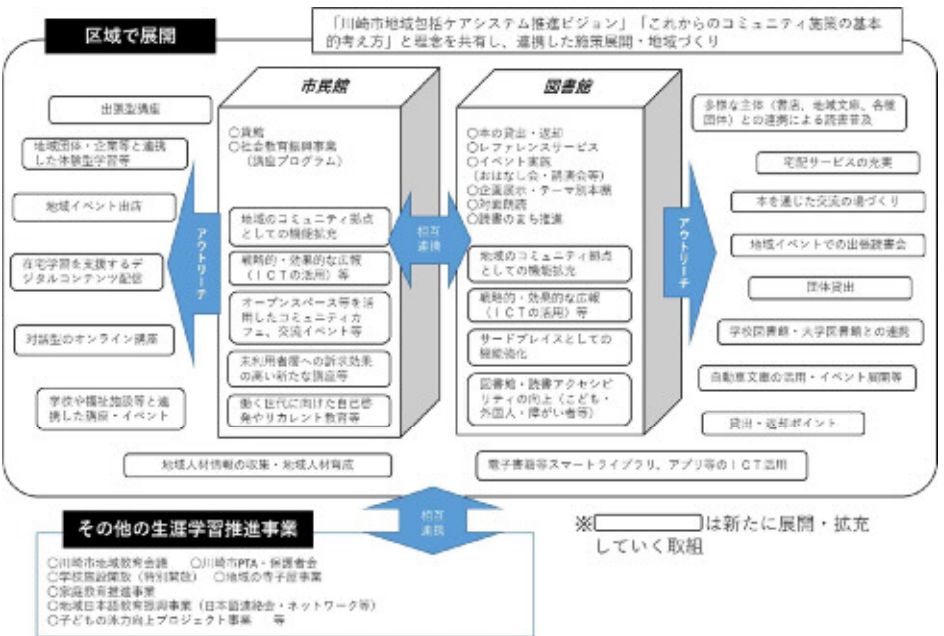 区域で展開
「川崎市地域包括ケアシステム推進ビジョン」「これからのコミュニティ施策の基本
的考え方」と理念を共有し、連携した施策展開・地域づくり
市民館
○貸館
○社会教育振興事業
（講座プログラム）
地域のコミュニティ拠点
としての機能拡充
戦略的・効果的な広報
（ＩＣＴの活用）等
オープンスペース等を活
用したコミュニティカ
フェ、交流イベント等
未利用者層への訴求効果
の高い新たな講座等
働く世代に向けた自己啓
発やリカレント教育等
図書館
○本の貸出・返却
○レファレンスサービス
○イベント実施
（おはなし会・講演会等）
○企画展示・テーマ別本棚
○対面朗読
○読書のまち推進
地域のコミュニティ拠点
としての機能拡充
戦略的・効果的な広報
（ＩＣＴの活用）等
サードプレイスとしての
機能強化
図書館・読書アクセシビ
リティの向上（こども・
外国人・障がい者等）
相互
連携
アウトリーチ
出張型講座
地域団体・企業等と連携
した体験型学習等
地域イベント出店
在宅学習を支援するデ
ジタルコンテンツ配信
対話型のオンライン講座
学校や福祉施設等と連
携した講座・イベント
アウトリーチ
多様な主体（書店、地域文庫、各種
団体）との連携による読書普及
宅配サービスの充実
本を通じた交流の場づくり
地域イベントでの出張読書会
団体貸出
学校図書館・大学図書館との連携
自動車文庫の活用・イベント展開等
貸出・返却ポイント
地域人材情報の収集・地域人材育成
電子書籍等スマートライブラリ、アプリ等のＩＣＴ活用
相互
連携
その他の生涯学習推進事業
○川崎市地域教育会議　○川崎市PTA・保護者会
○学校施設開放（特別開放）　○地域の寺子屋事業
○家庭教育推進事業
○地域日本語教育振興事業（日本語連絡会・ネットワーク等）
○子どもの泳力向上プロジェクト事業　等
※　は新たに展開・拡充
していく取組